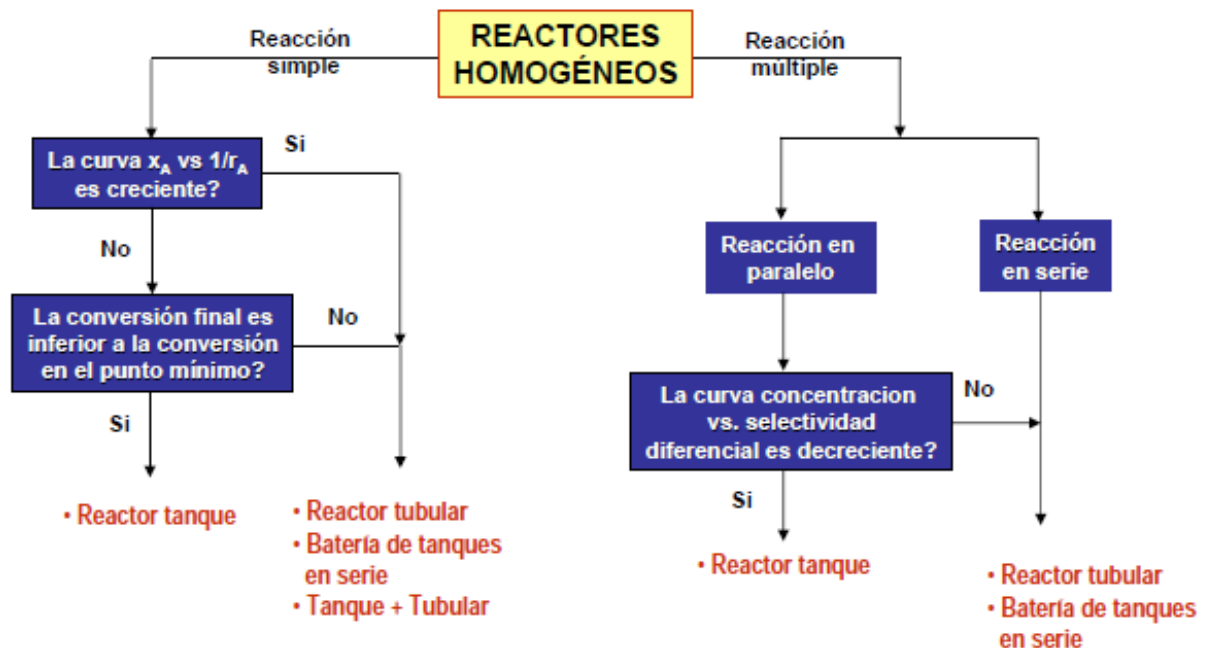 REACTORES
HOMOGÉNEOS
Reacción
simple
Reacción
múltiple
La curva xA vs 1/rA
es creciente?
Si
No
La conversión final es
inferior a la conversión
en el punto mínimo?
No
Si
• Reactor tanque
• Reactor tubular
• Batería de tanques
en serie
• Tanque + Tubular
Reacción en
paralelo
Reacción
en serie
La curva concentracion
vs. selectividad
diferencial es decreciente?
No
Si
• Reactor tanque
• Reactor tubular
• Batería de tanques
en serie